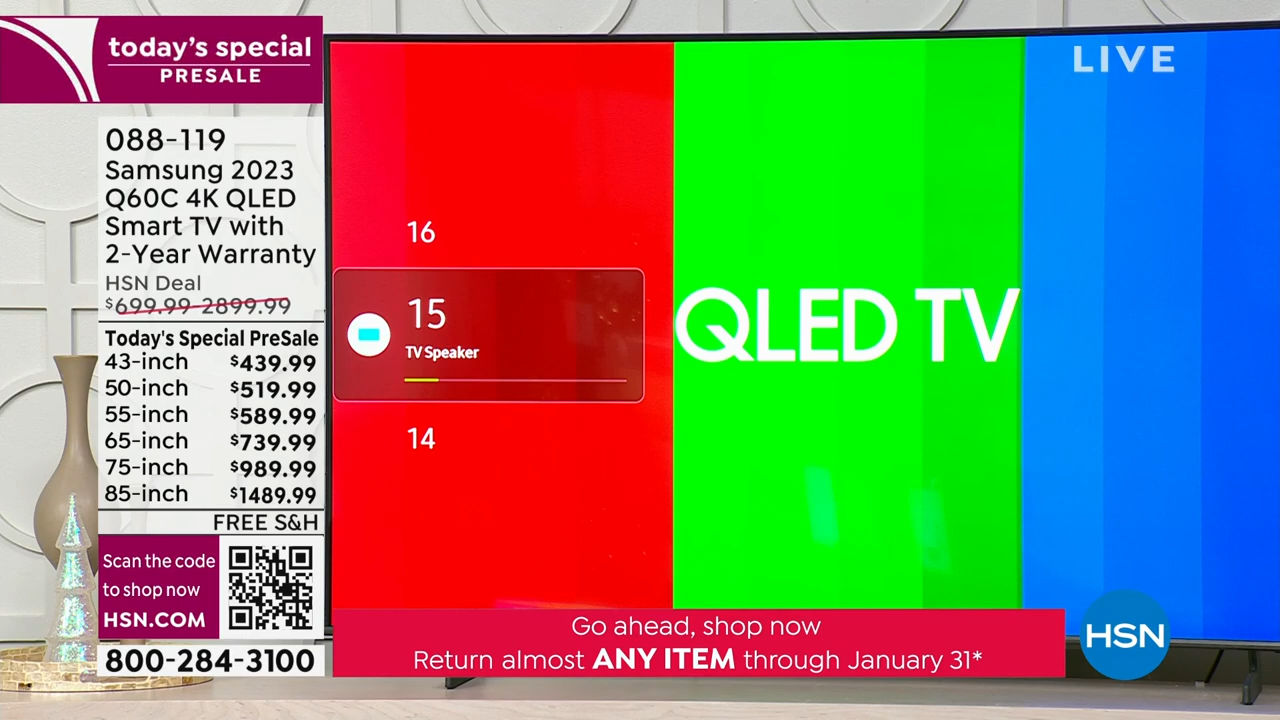 today's special
PRESALE
088-119
Samsung 2023
Q60C 4K QLED
Smart TV with
2-Year Warranty
HSN Deal
$699.99-2899.99
Today's Special PreSale
43-inch $439.99
50-inch $519.99
55-inch $589.99
65-inch $739.99
75-inch $989.99
85-inch $1489.99
FREE S&H
Scan the code
to shop now
HSN.COM
800-284-3100
LIVE
16
15
TV Speaker
14
QLED TV
Go ahead, shop now
Return almost ANY ITEM through January 31*
HSN